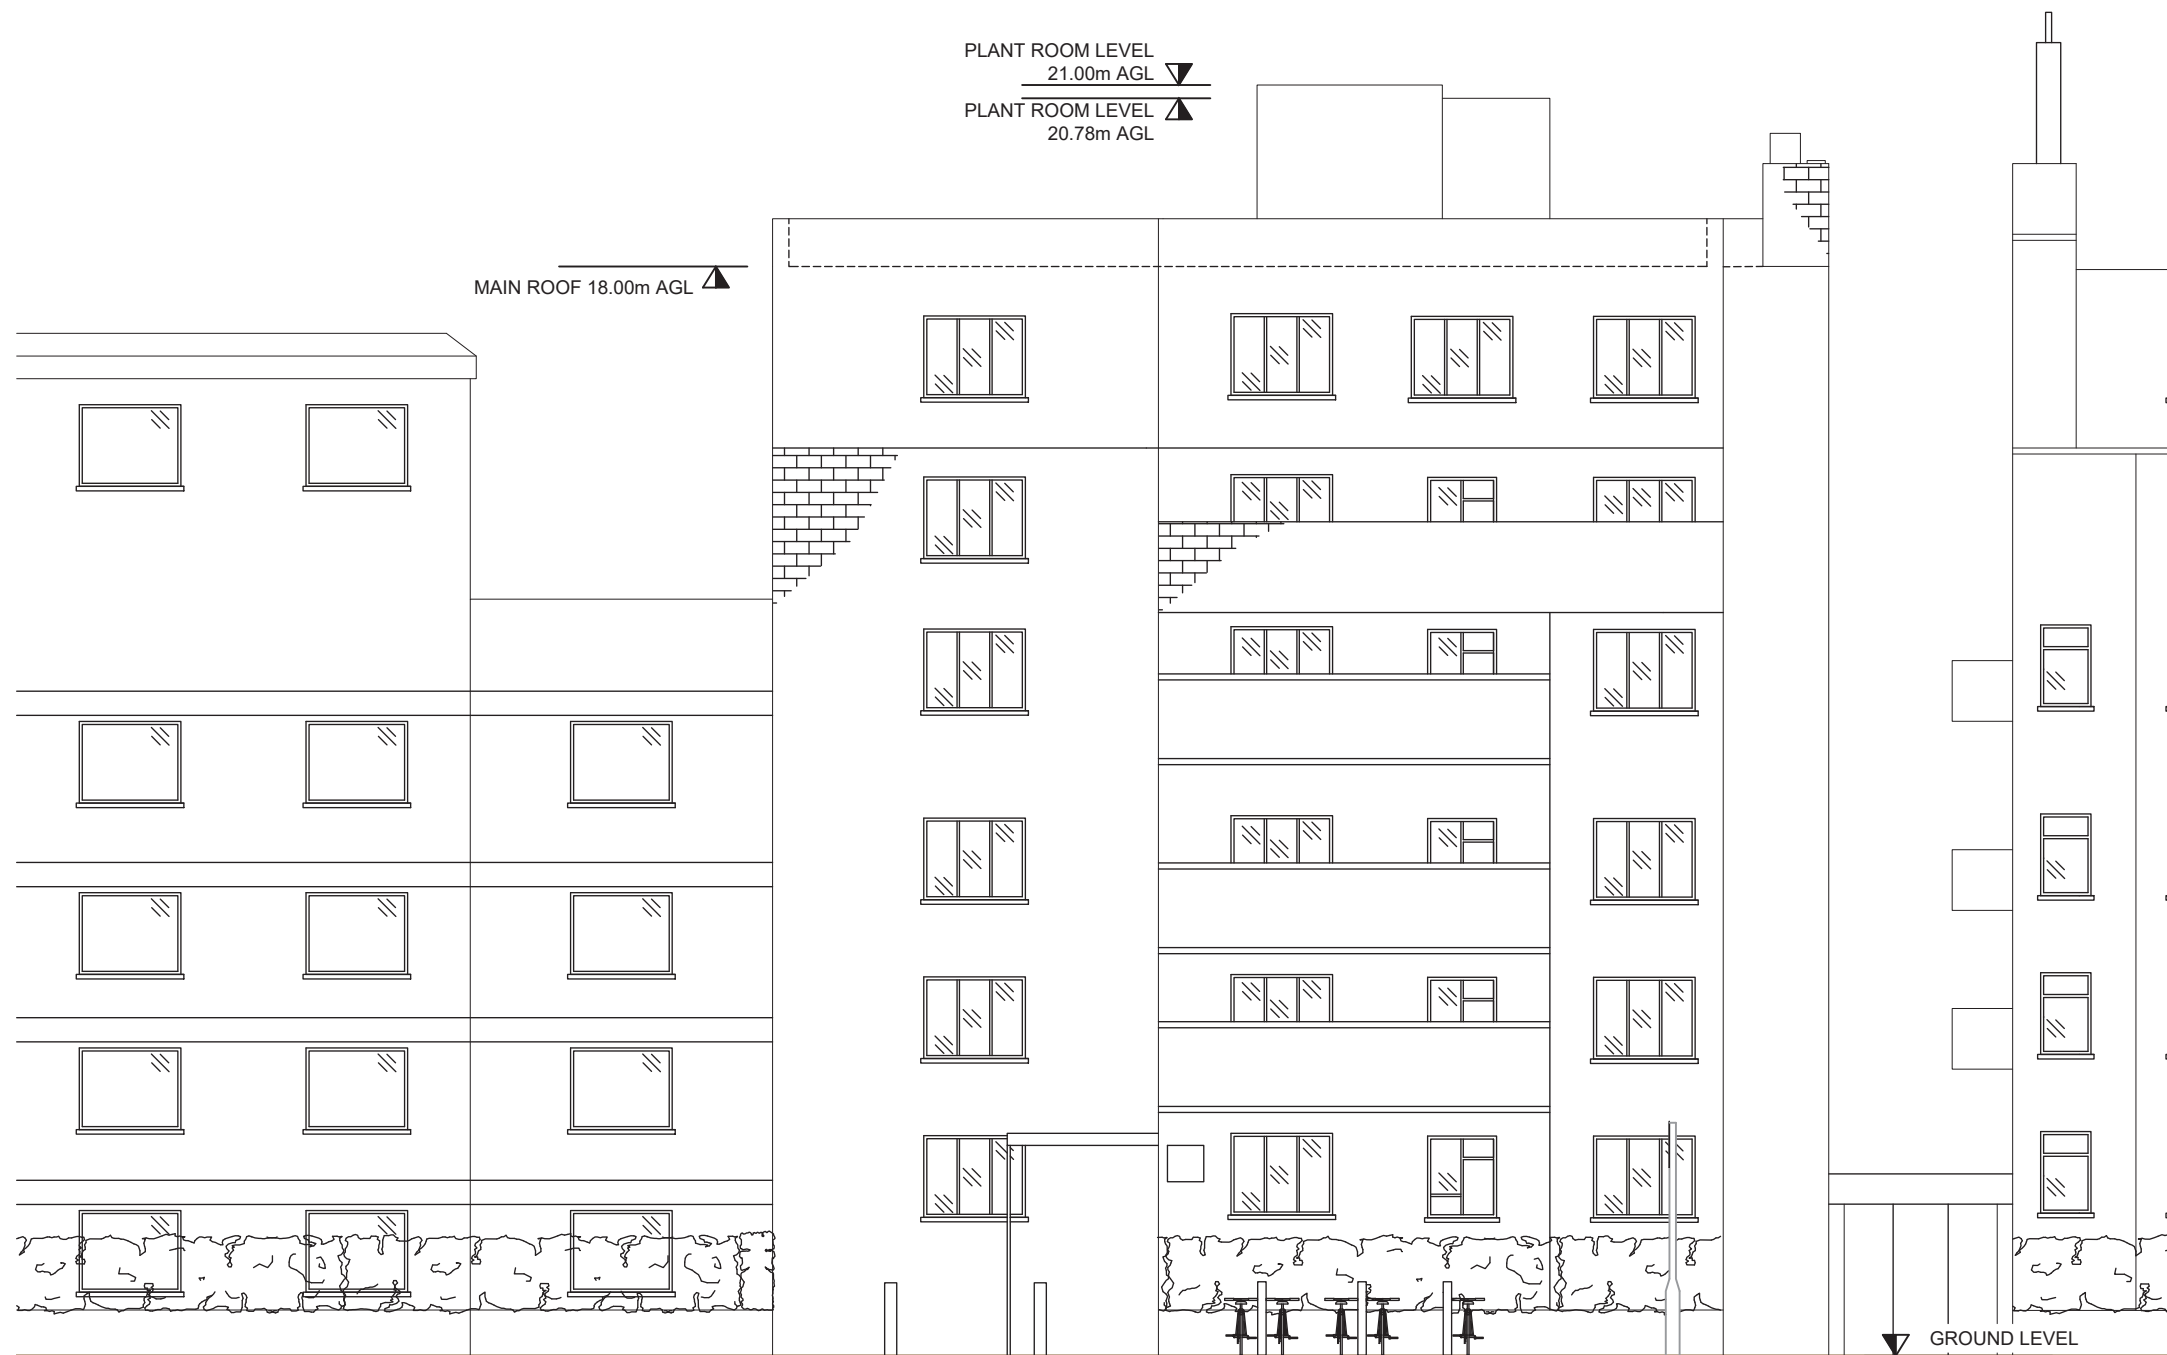 PLANT ROOM LEVEL
21.00m AGL
PLANT ROOM LEVEL
20.78m AGL
MAIN ROOF 18.00m AGL
GROUND LEVEL